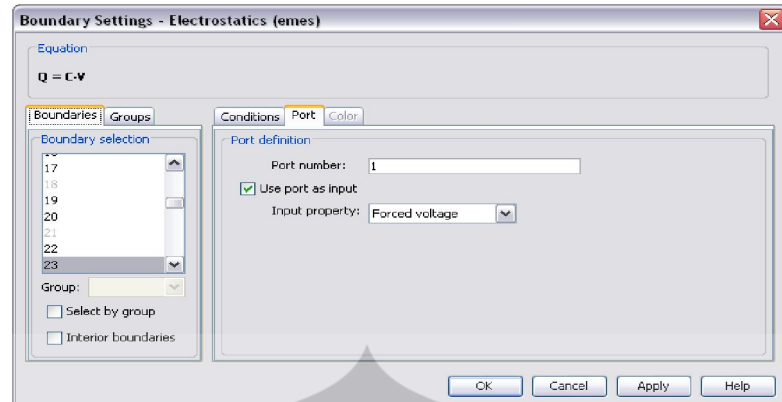 Boundary Settings - Electrostatics (emes)
Equation
Q = C·V
Boundaries Groups
Conditions Port Color
Boundary selection
17
18
19
20
21
22
23
Group:
Select by group
Interior boundaries
Port definition
Port number: 1
Use port as input
Input property: Forced voltage
OK Cancel Apply Help